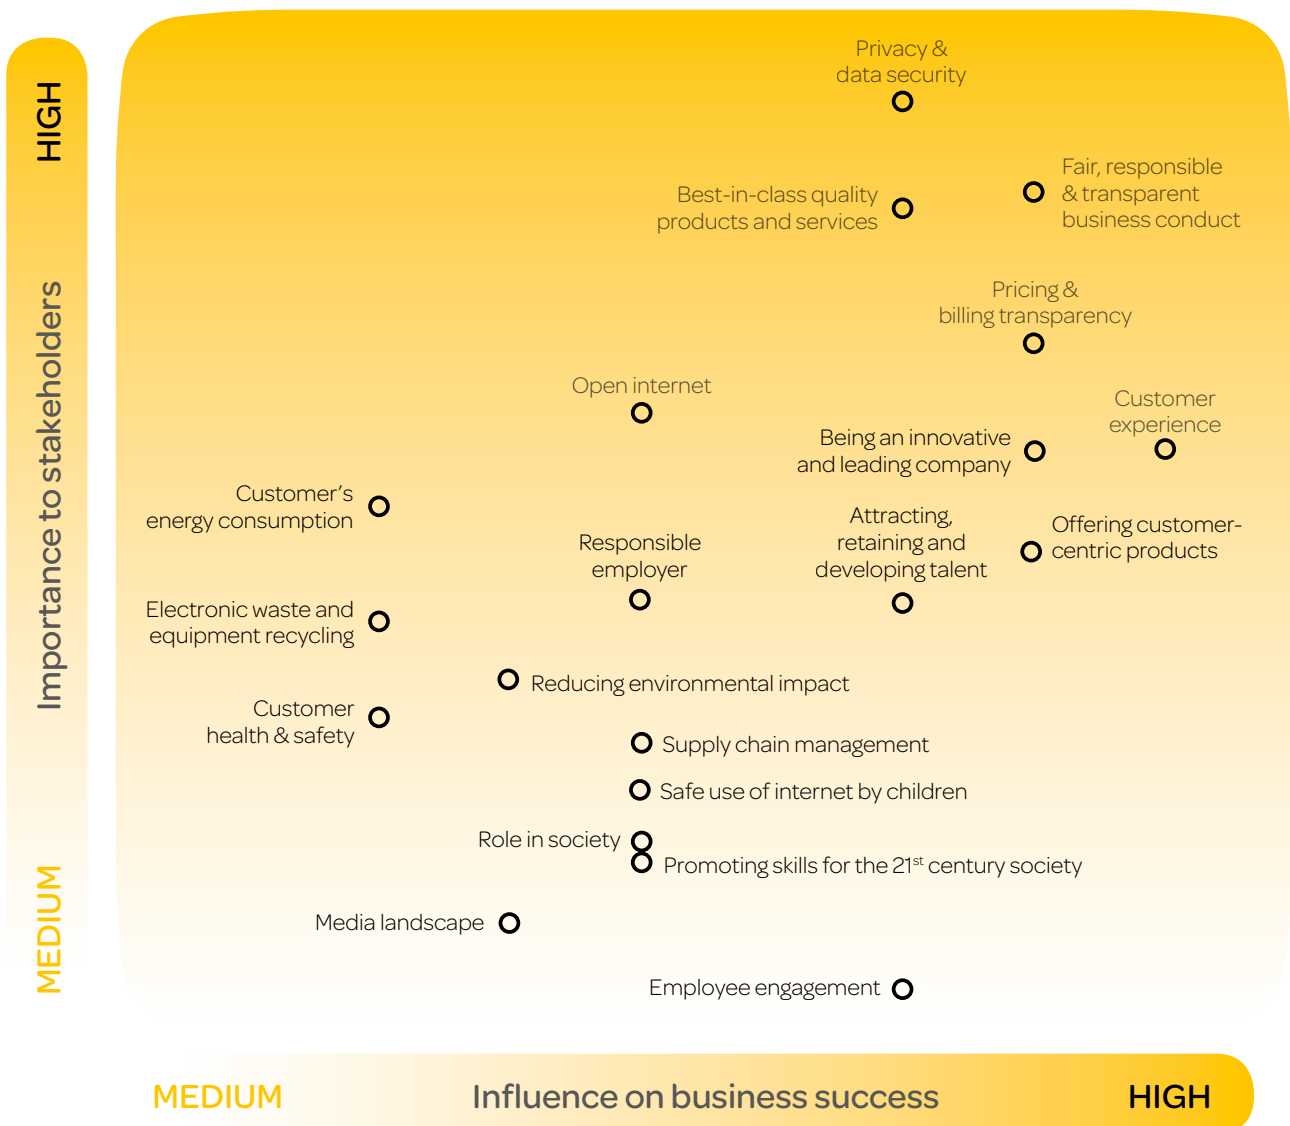 Privacy &
data security
HIGH
Fair, responsible
& transparent
business conduct
Best-in-class quality
products and services
Pricing &
billing transparency
Importance to stakeholders
Open internet
Customer
experience
Being an innovative
and leading company
Customer’s
energy consumption
Attracting,
retaining and
developing talent
Offering customer-
centric products
Responsible
employer
Electronic waste and
equipment recycling
Reducing environmental impact
Customer
health & safety
Supply chain management
Safe use of internet by children
Role in society
Promoting skills for the 21st century society
MEDIUM
Media landscape
Employee engagement
MEDIUM
Influence on business success
HIGH